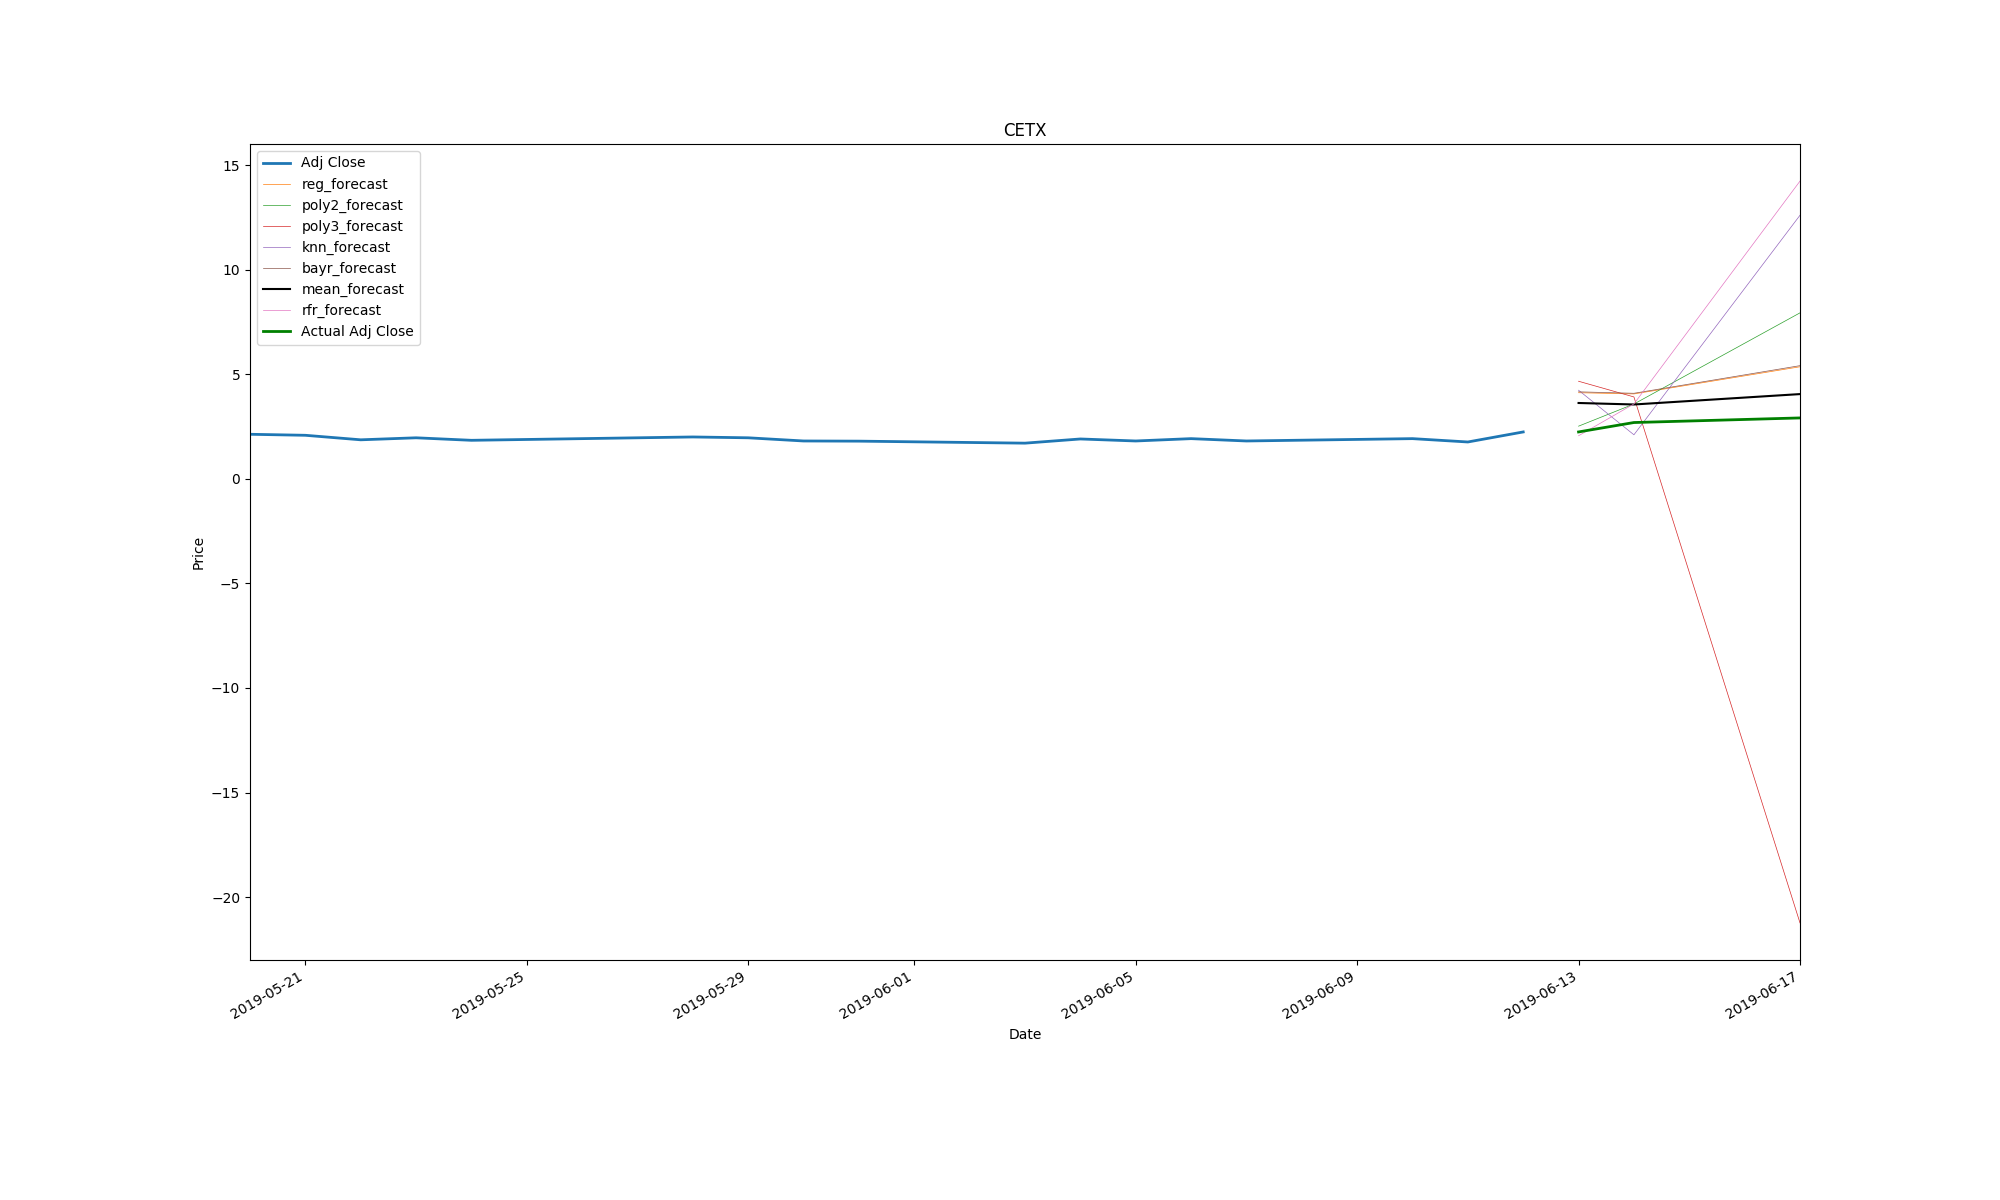 CETX
Adj Close
reg_forecast
poly2_forecast
poly3_forecast
knn_forecast
bayr_forecast
mean_forecast
rfr_forecast
Actual Adj Close
15
10
5
0
−5
−10
−15
−20
Price
2019-05-21
2019-05-25
2019-05-29
2019-06-01
2019-06-05
2019-06-09
2019-06-13
2019-06-17
Date